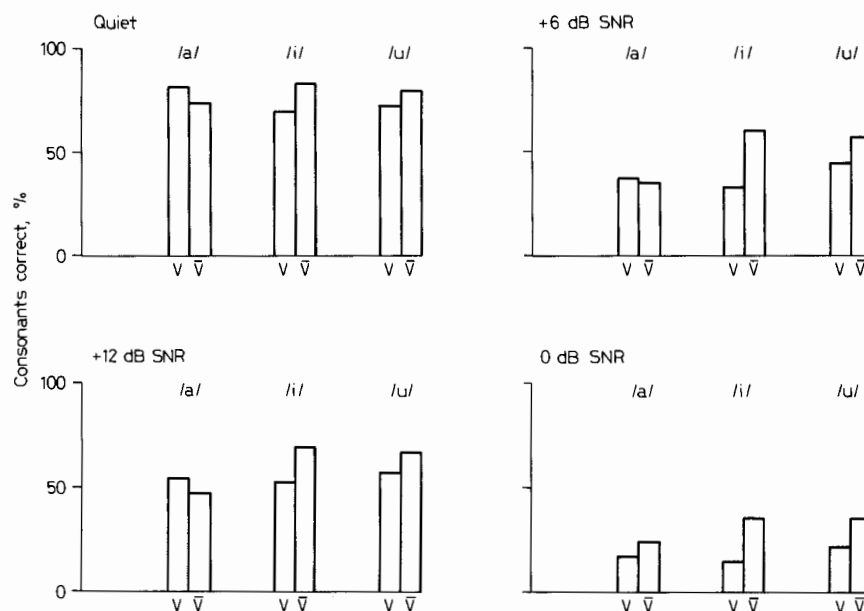 Quiet
+6 dB SNR
/a/ /i/ /u/
/a/ /i/ /u/
100
50
0
V V̄ V V̄ V V̄
V V̄ V V̄ V V̄
Consonants correct, %
+12 dB SNR
0 dB SNR
/a/ /i/ /u/
/a/ /i/ /u/
100
50
0
V V̄ V V̄ V V̄
V V̄ V V̄ V V̄